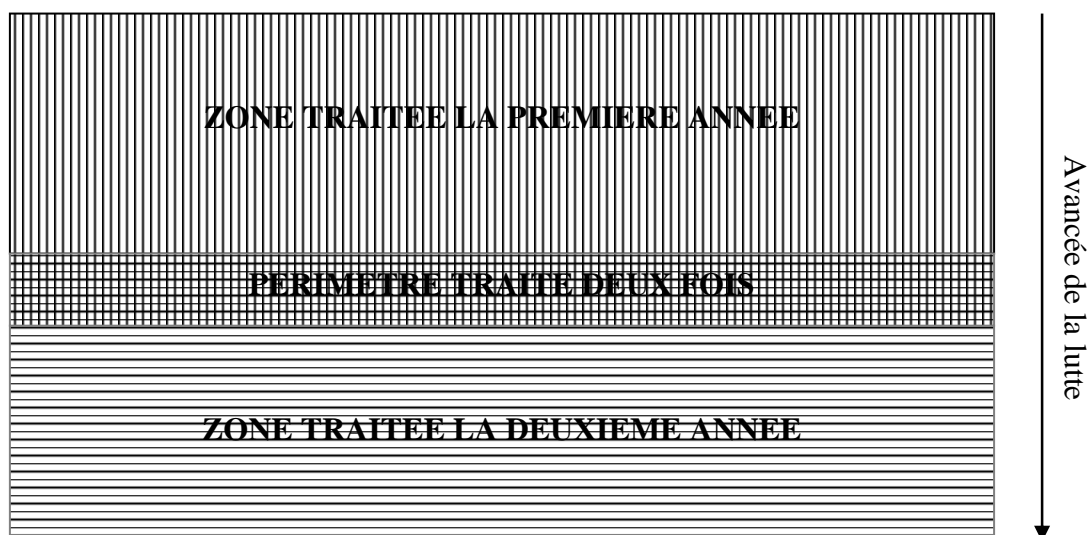 ZONE TRAITEE LA PREMIERE ANNEE
PERIMETRE TRAITE DEUX FOIS
ZONE TRAITEE LA DEUXIEME ANNEE
Avancée de la lutte